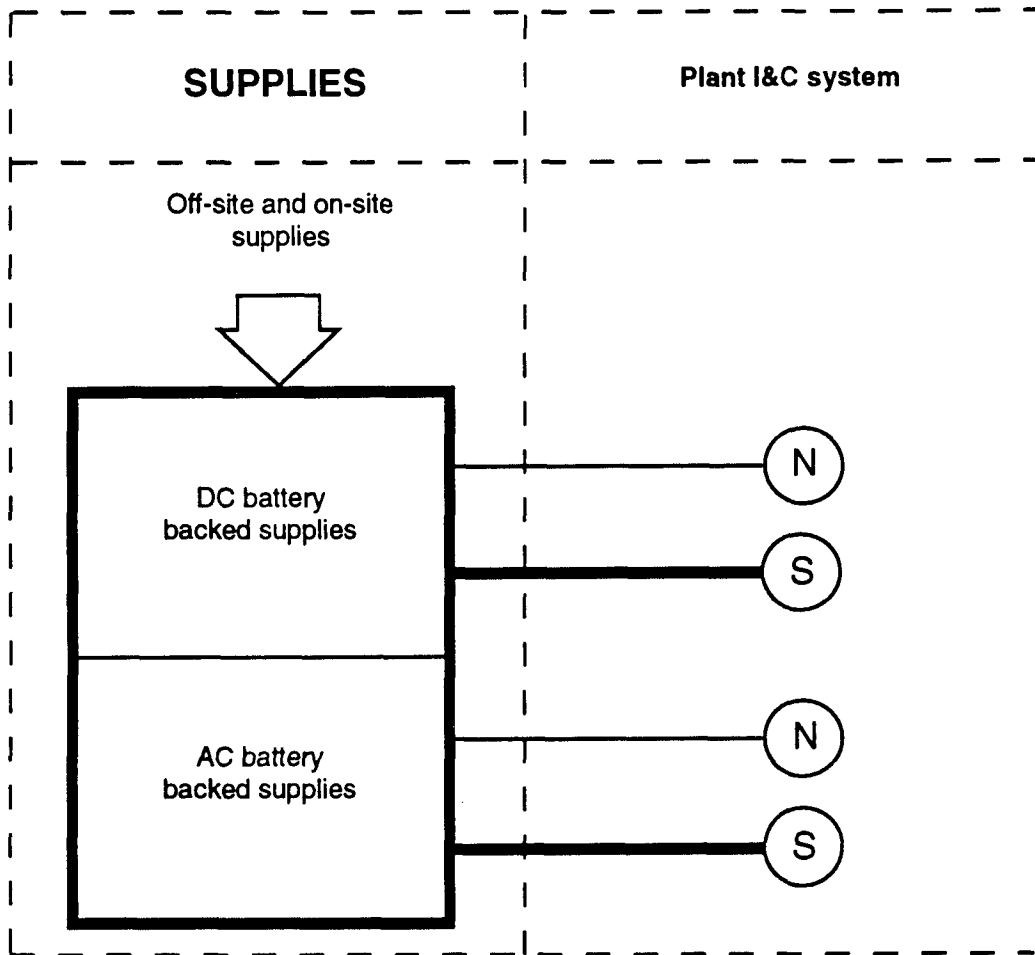 SUPPLIES
Plant I&C system
Off-site and on-site
supplies
DC battery
backed supplies
N
S
AC battery
backed supplies
N
S